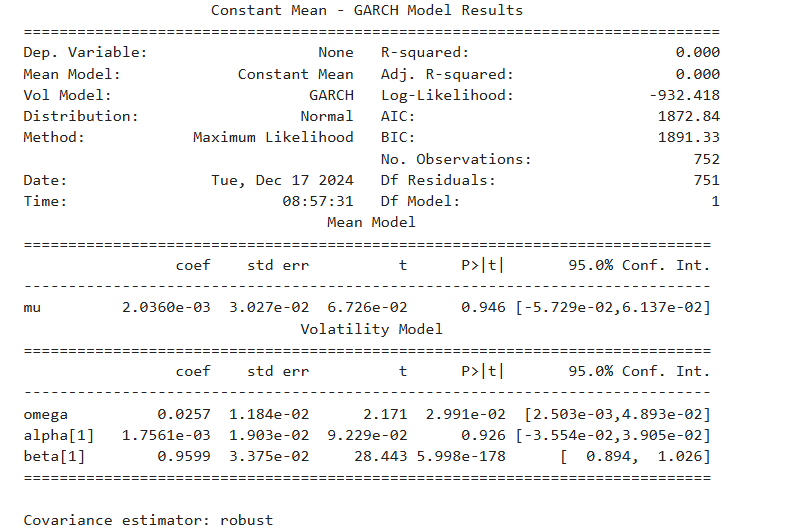 Constant Mean - GARCH Model Results
==============================================================================
Dep. Variable:                   None   R-squared:                       0.000
Mean Model:             Constant Mean   Adj. R-squared:                  0.000
Vol Model:                      GARCH   Log-Likelihood:               -932.418
Distribution:                  Normal   AIC:                           1872.84
Method:            Maximum Likelihood   BIC:                           1891.33
                                        No. Observations:                  752
Date:                Tue, Dec 17 2024   Df Residuals:                      751
Time:                        08:57:31   Df Model:                            1
                                  Mean Model
=============================================================================
                 coef    std err          t      P>|t|       95.0% Conf. Int.
-----------------------------------------------------------------------------
mu         2.0360e-03  3.027e-02  6.726e-02      0.946 [-5.729e-02,6.137e-02]
                               Volatility Model
=============================================================================
                 coef    std err          t      P>|t|       95.0% Conf. Int.
-----------------------------------------------------------------------------
omega          0.0257  1.184e-02      2.171  2.991e-02  [2.503e-03,4.893e-02]
alpha[1]   1.7561e-03  1.903e-02  9.229e-02      0.926 [-3.554e-02,3.905e-02]
beta[1]        0.9599  3.375e-02     28.443 5.998e-178      [  0.894,  1.026]
=============================================================================

Covariance estimator: robust